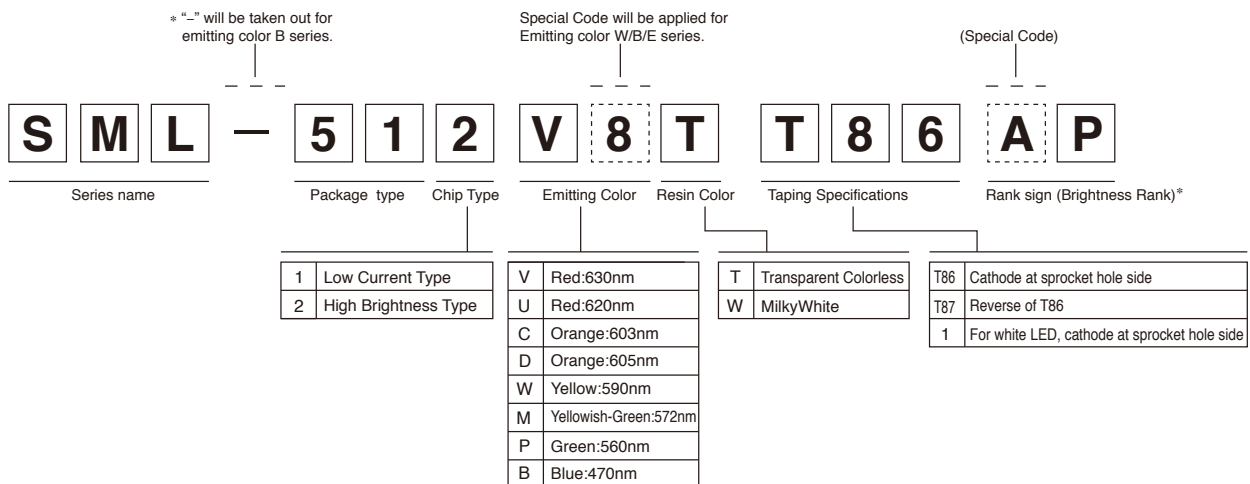 * “–” will be taken out for
emitting color B series.
Special Code will be applied for
Emitting color W/B/E series.
(Special Code)
S M L — 5 1 2 V 8 T T 8 6 A P
Series name
Package type
Chip Type
Emitting Color
Resin Color
Taping Specifications
Rank sign (Brightness Rank)*
1 Low Current Type
2 High Brightness Type
V Red:630nm
U Red:620nm
C Orange:603nm
D Orange:605nm
W Yellow:590nm
M Yellowish-Green:572nm
P Green:560nm
B Blue:470nm
T Transparent Colorless
W MilkyWhite
T86 Cathode at sprocket hole side
T87 Reverse of T86
1 For white LED, cathode at sprocket hole side